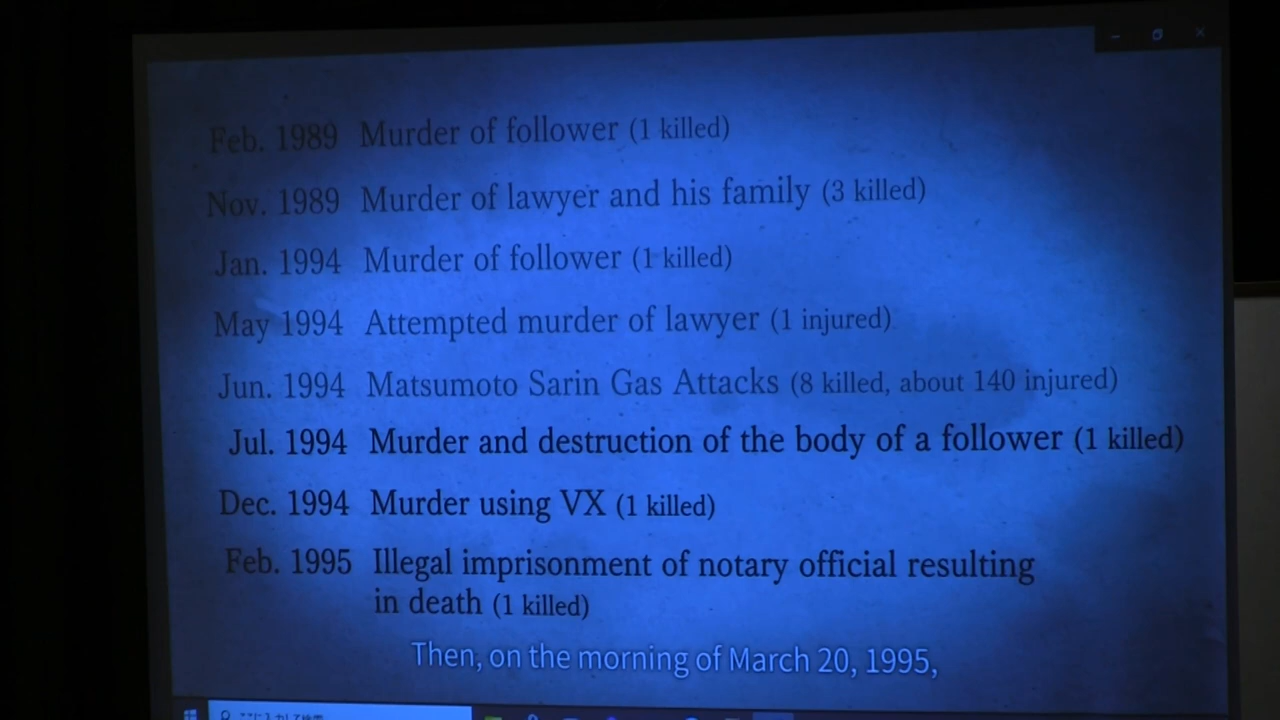 Feb. 1989 Murder of follower (1 killed)
Nov. 1989 Murder of lawyer and his family (3 killed)
Jan. 1994 Murder of follower (1 killed)
May 1994 Attempted murder of lawyer (1 injured)
Jun. 1994 Matsumoto Sarin Gas Attacks (8 killed, about 140 injured)
Jul. 1994 Murder and destruction of the body of a follower (1 killed)
Dec. 1994 Murder using VX (1 killed)
Feb. 1995 Illegal imprisonment of notary official resulting
in death (1 killed)
Then, on the morning of March 20, 1995,